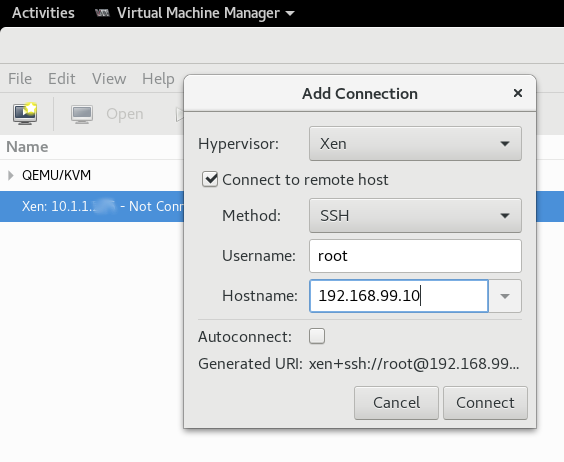 Activities Virtual Machine Manager
File Edit View Help
Add Connection
Open
Hypervisor: Xen
Name
Connect to remote host
QEMU/KVM
Xen: 10.1.1. - Not Conn
Method: SSH
Username: root
Hostname: 192.168.99.10
Autoconnect:
Generated URI: xen+ssh://root@192.168.99...
Cancel Connect